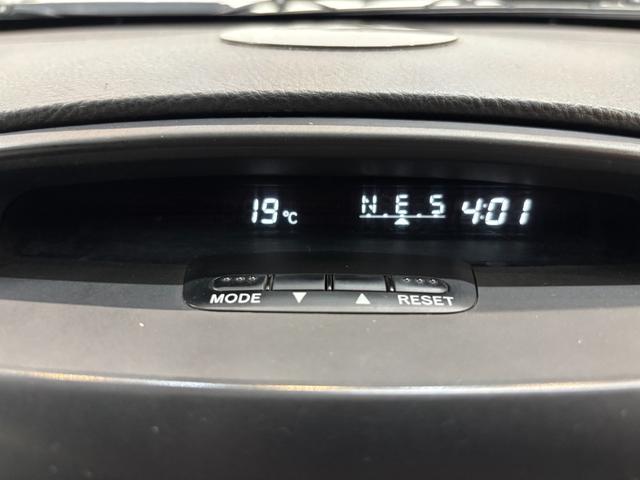 19℃ N.E.S 4:01
MODE ▼ ▲ RESET